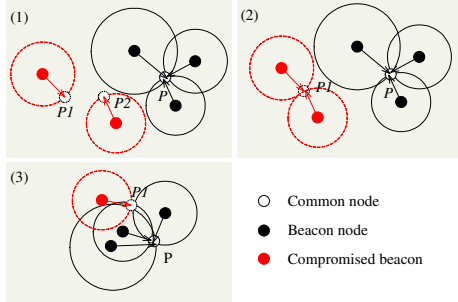 (1)
P1
P2
P
(2)
P1
P
(3)
P1
P
Common node
Beacon node
Compromised beacon